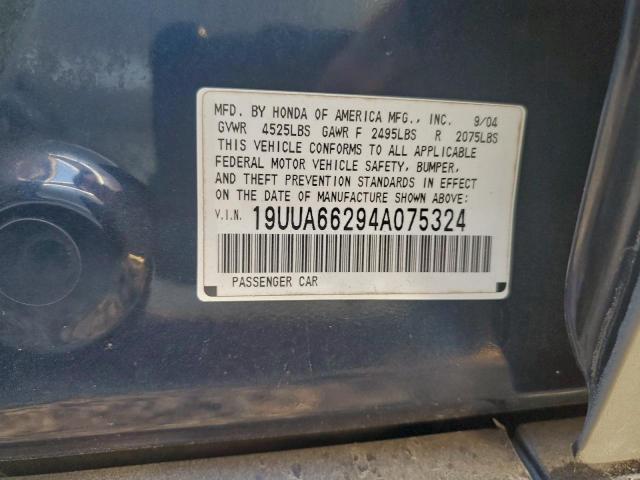 MFD. BY HONDA OF AMERICA MFG., INC. 9/04
GVWR 4525LBS GAWR F 2495LBS R 2075LBS
THIS VEHICLE CONFORMS TO ALL APPLICABLE
FEDERAL MOTOR VEHICLE SAFETY, BUMPER,
AND THEFT PREVENTION STANDARDS IN EFFECT
ON THE DATE OF MANUFACTURE SHOWN ABOVE:
V.I.N. 19UUA66294A075324
PASSENGER CAR